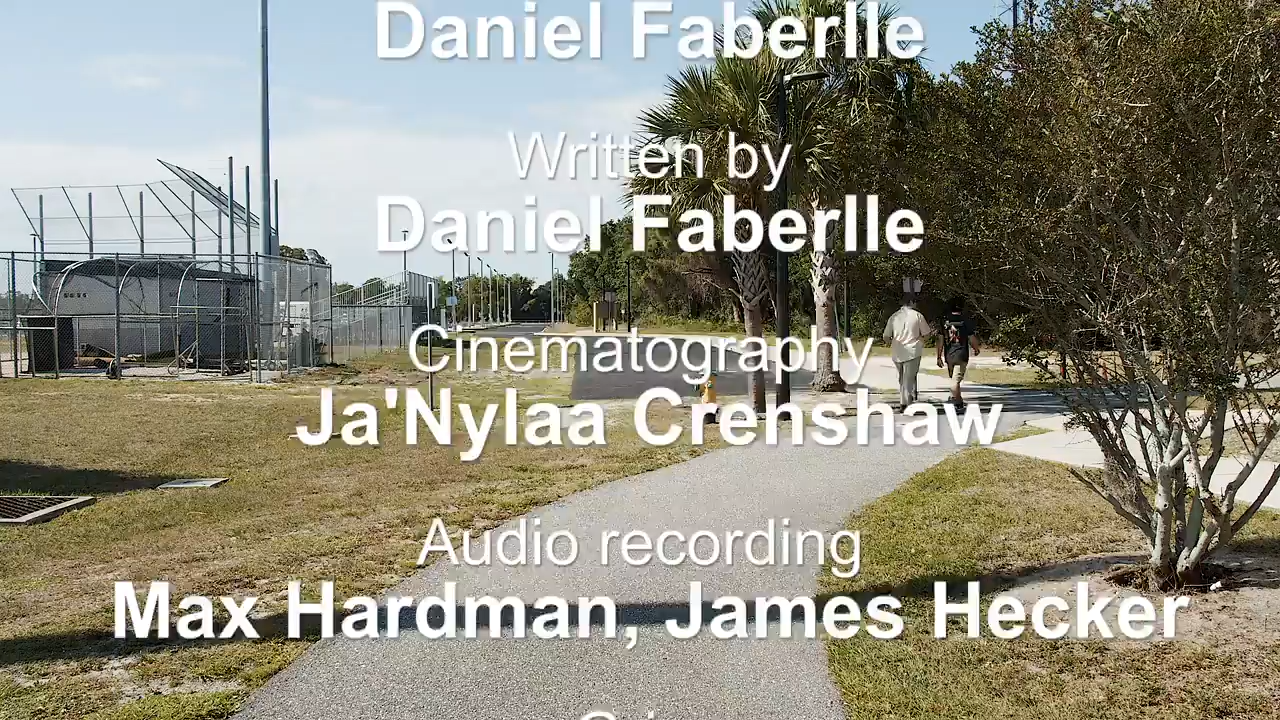 Daniel Faberlle
Written by
Daniel Faberlle
Cinematography
Ja'Nylaa Crenshaw
Audio recording
Max Hardman, James Hecker